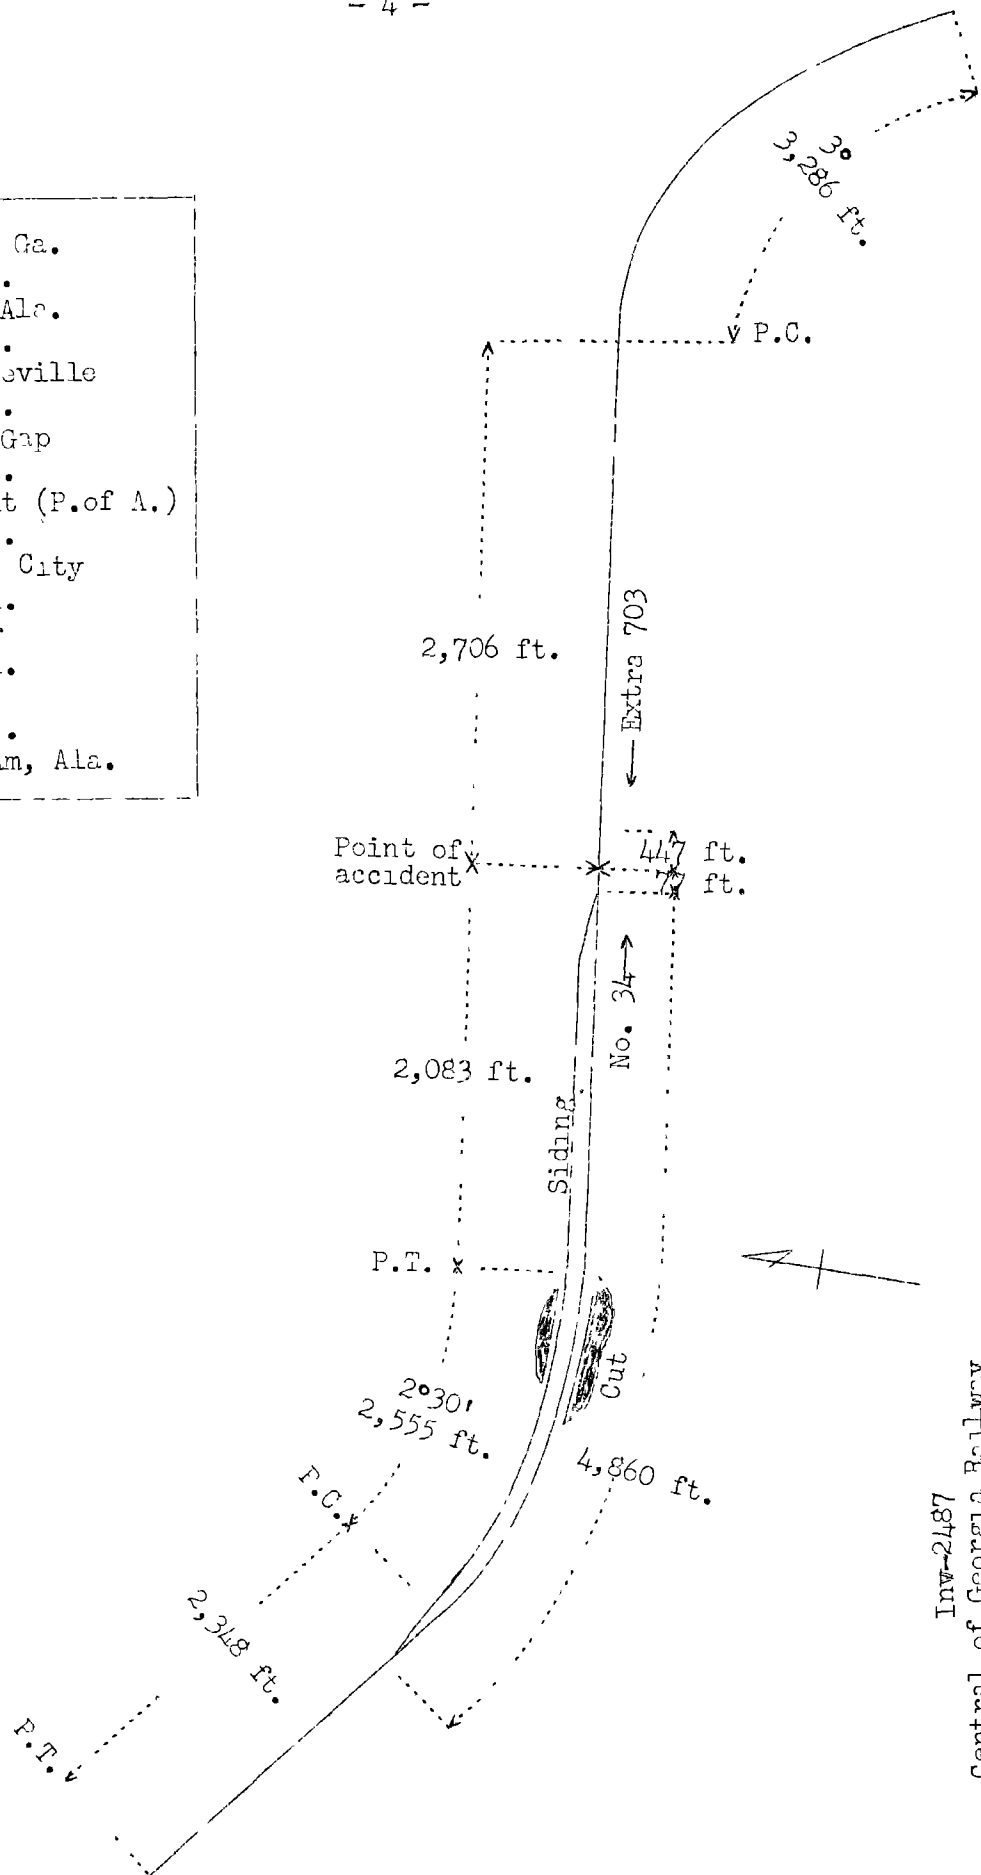 - 4 -
Ga.
Ala.
eville
Gap
t (P.of A.)
City
m, Ala.
3°
3,286 ft.
P.C.
2,706 ft.
Extra 703
Point of
accident
447 ft.
77 ft.
No. 34
2,083 ft.
Siding
P.T.
Cut
2°30'
2,555 ft.
4,860 ft.
P.C.
2,348 ft.
P.T.
Inv-2487
Central of Georgia Railway